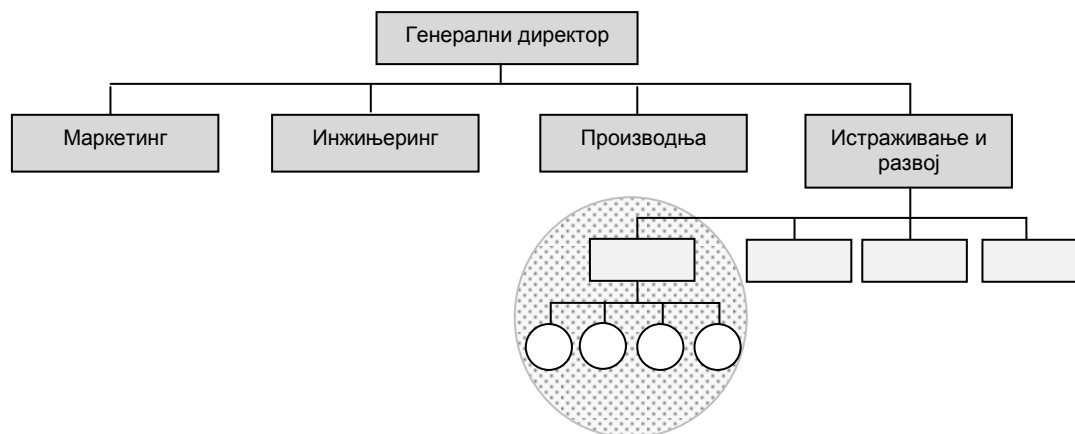 Генерални директор
Маркетинг
Инжињеринг
Производња
Истраживање и
развој